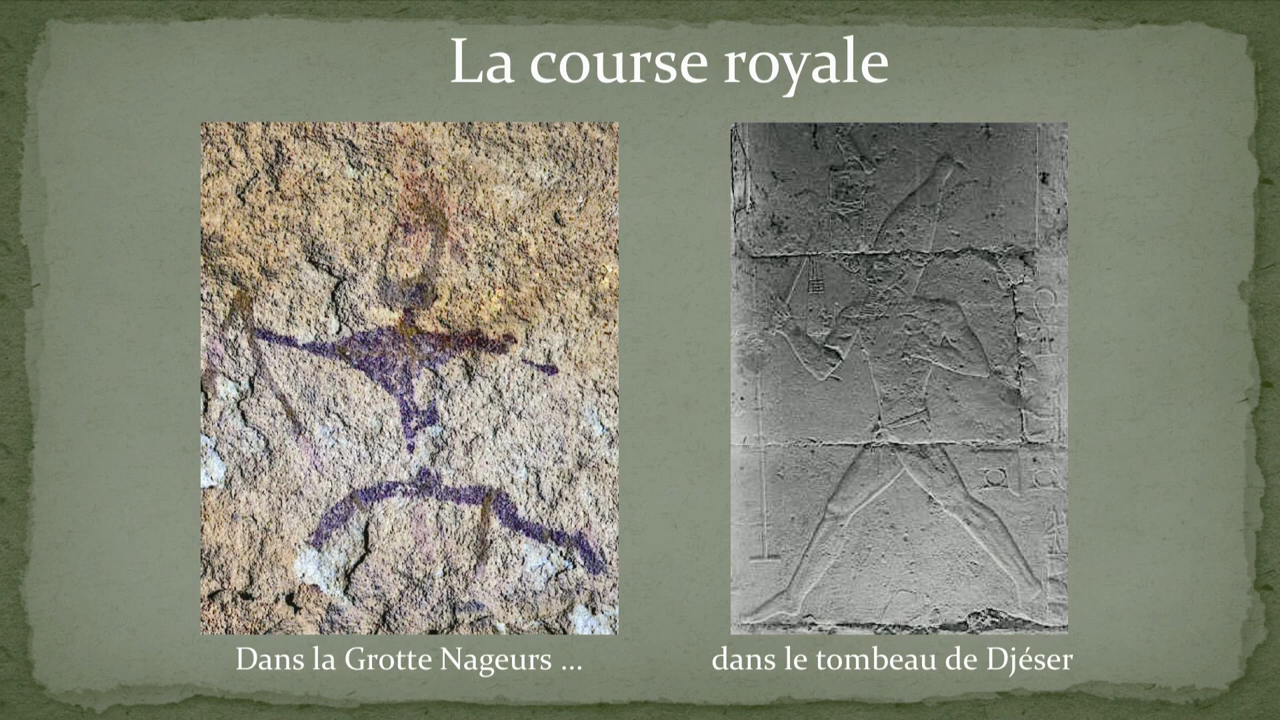 La course royale
Dans la Grotte Nageurs ...
dans le tombeau de Djéser